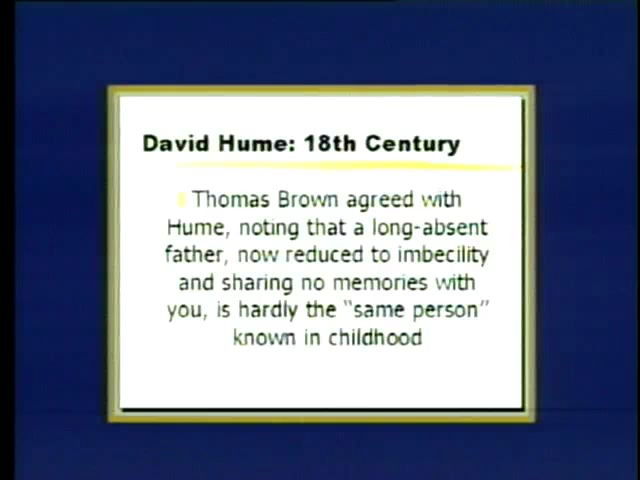 David Hume: 18th Century
Thomas Brown agreed with
Hume, noting that a long-absent
father, now reduced to imbecility
and sharing no memories with
you, is hardly the "same person"
known in childhood